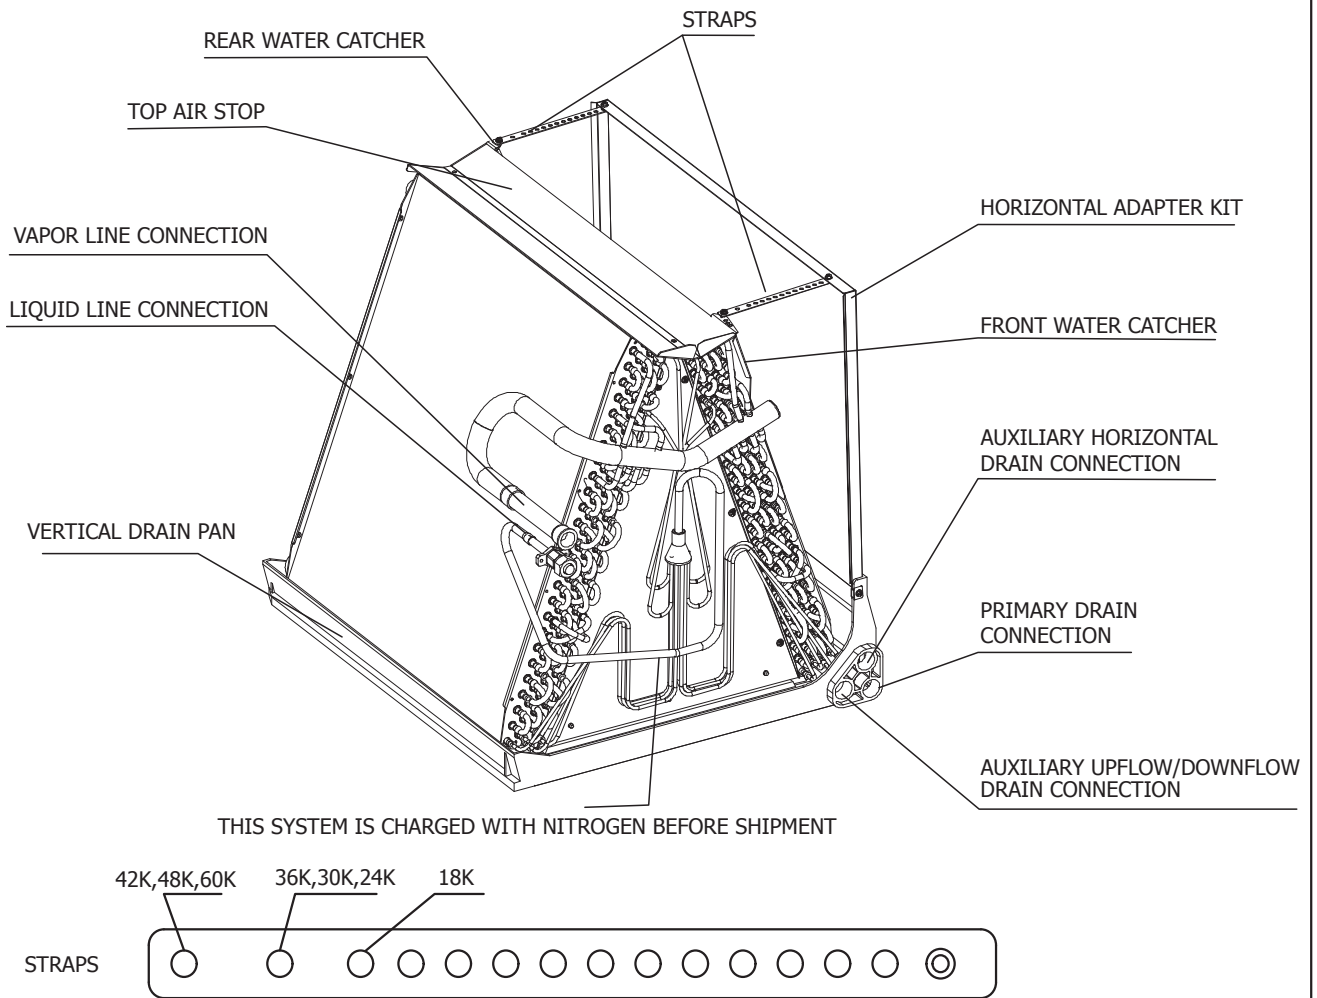 STRAPS
REAR WATER CATCHER
TOP AIR STOP
HORIZONTAL ADAPTER KIT
VAPOR LINE CONNECTION
LIQUID LINE CONNECTION
FRONT WATER CATCHER
AUXILIARY HORIZONTAL
DRAIN CONNECTION
VERTICAL DRAIN PAN
PRIMARY DRAIN
CONNECTION
AUXILIARY UPFLOW/DOWNFLOW
DRAIN CONNECTION
THIS SYSTEM IS CHARGED WITH NITROGEN BEFORE SHIPMENT
42K,48K,60K
36K,30K,24K
18K
STRAPS